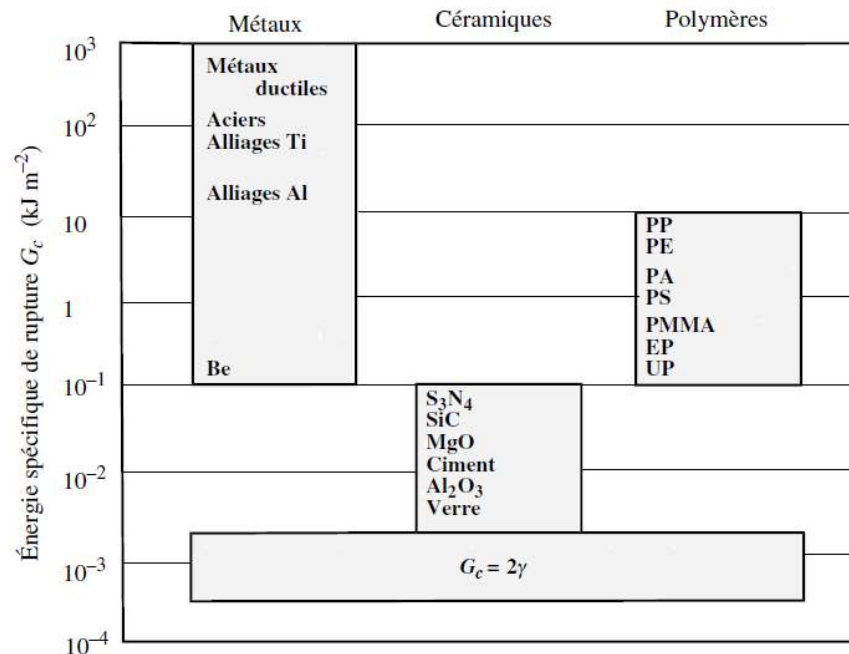 Métaux
Céramiques
Polymères
Énergie spécifique de rupture G_c (kJ m⁻²)
10³
10²
10
1
10⁻¹
10⁻²
10⁻³
10⁻⁴
Métaux
ductiles
Aciers
Alliages Ti
Alliages Al
Be
S₃N₄
SiC
MgO
Ciment
Al₂O₃
Verre
PP
PE
PA
PS
PMMA
EP
UP
G_c = 2γ